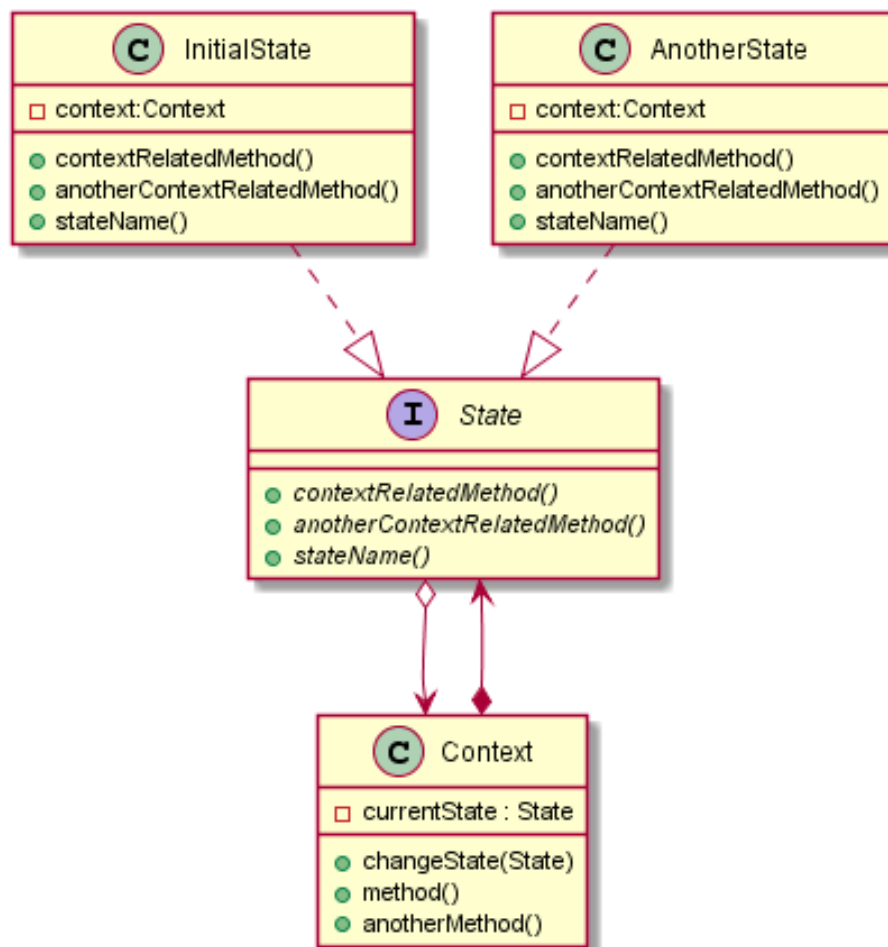 C InitialState
context:Context
contextRelatedMethod()
anotherContextRelatedMethod()
stateName()
C AnotherState
context:Context
contextRelatedMethod()
anotherContextRelatedMethod()
stateName()
I State
contextRelatedMethod()
anotherContextRelatedMethod()
stateName()
C Context
currentState : State
changeState(State)
method()
anotherMethod()